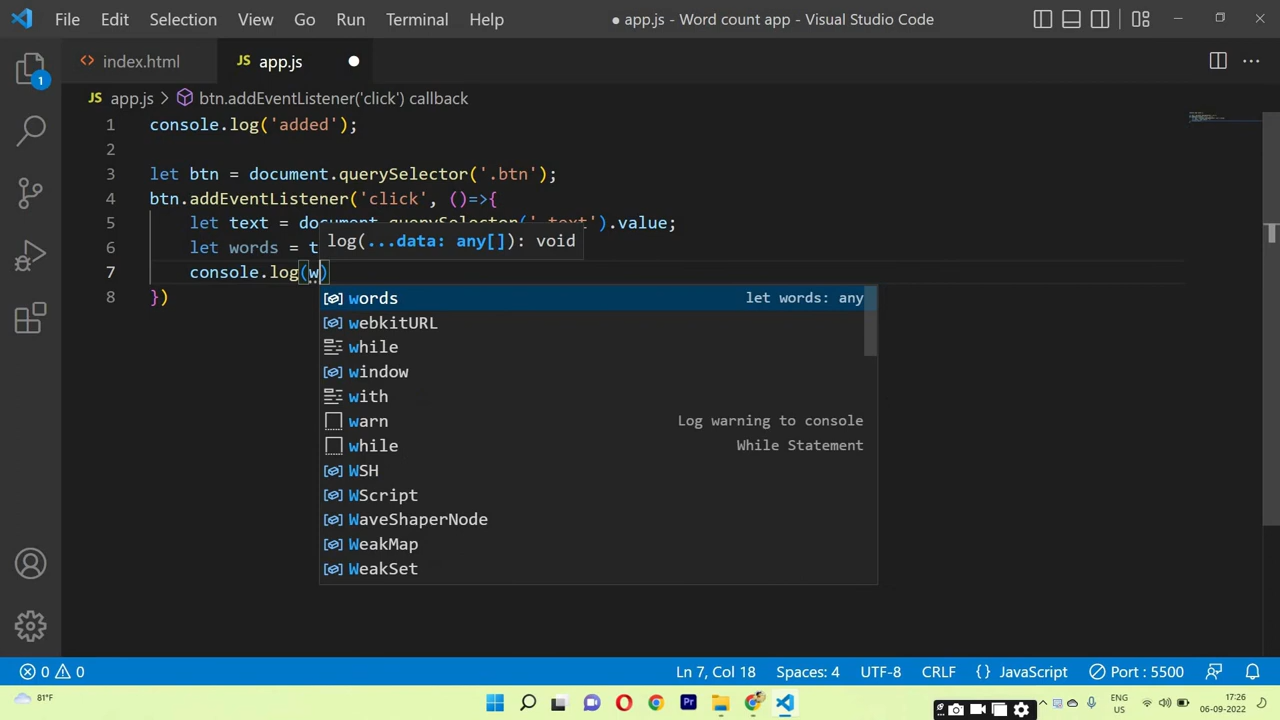 File Edit Selection View Go Run Terminal Help ● app.js - Word count app - Visual Studio Code
index.html JS app.js
JS app.js > btn.addEventListener('click') callback
1 console.log('added');
2
3 let btn = document.querySelector('.btn');
4 btn.addEventListener('click', ()=>{
5 let text = document.querySelector('.text').value;
6 let words = t
log(...data: any[]): void
7 console.log(w)
8 })
words let words: any
webkitURL
while
window
with
warn Log warning to console
while While Statement
WSH
WScript
WaveShaperNode
WeakMap
WeakSet
1
0 0 Ln 7, Col 18 Spaces: 4 UTF-8 CRLF {} JavaScript Port : 5500
81°F
ENG
US
17:26
06-09-2022